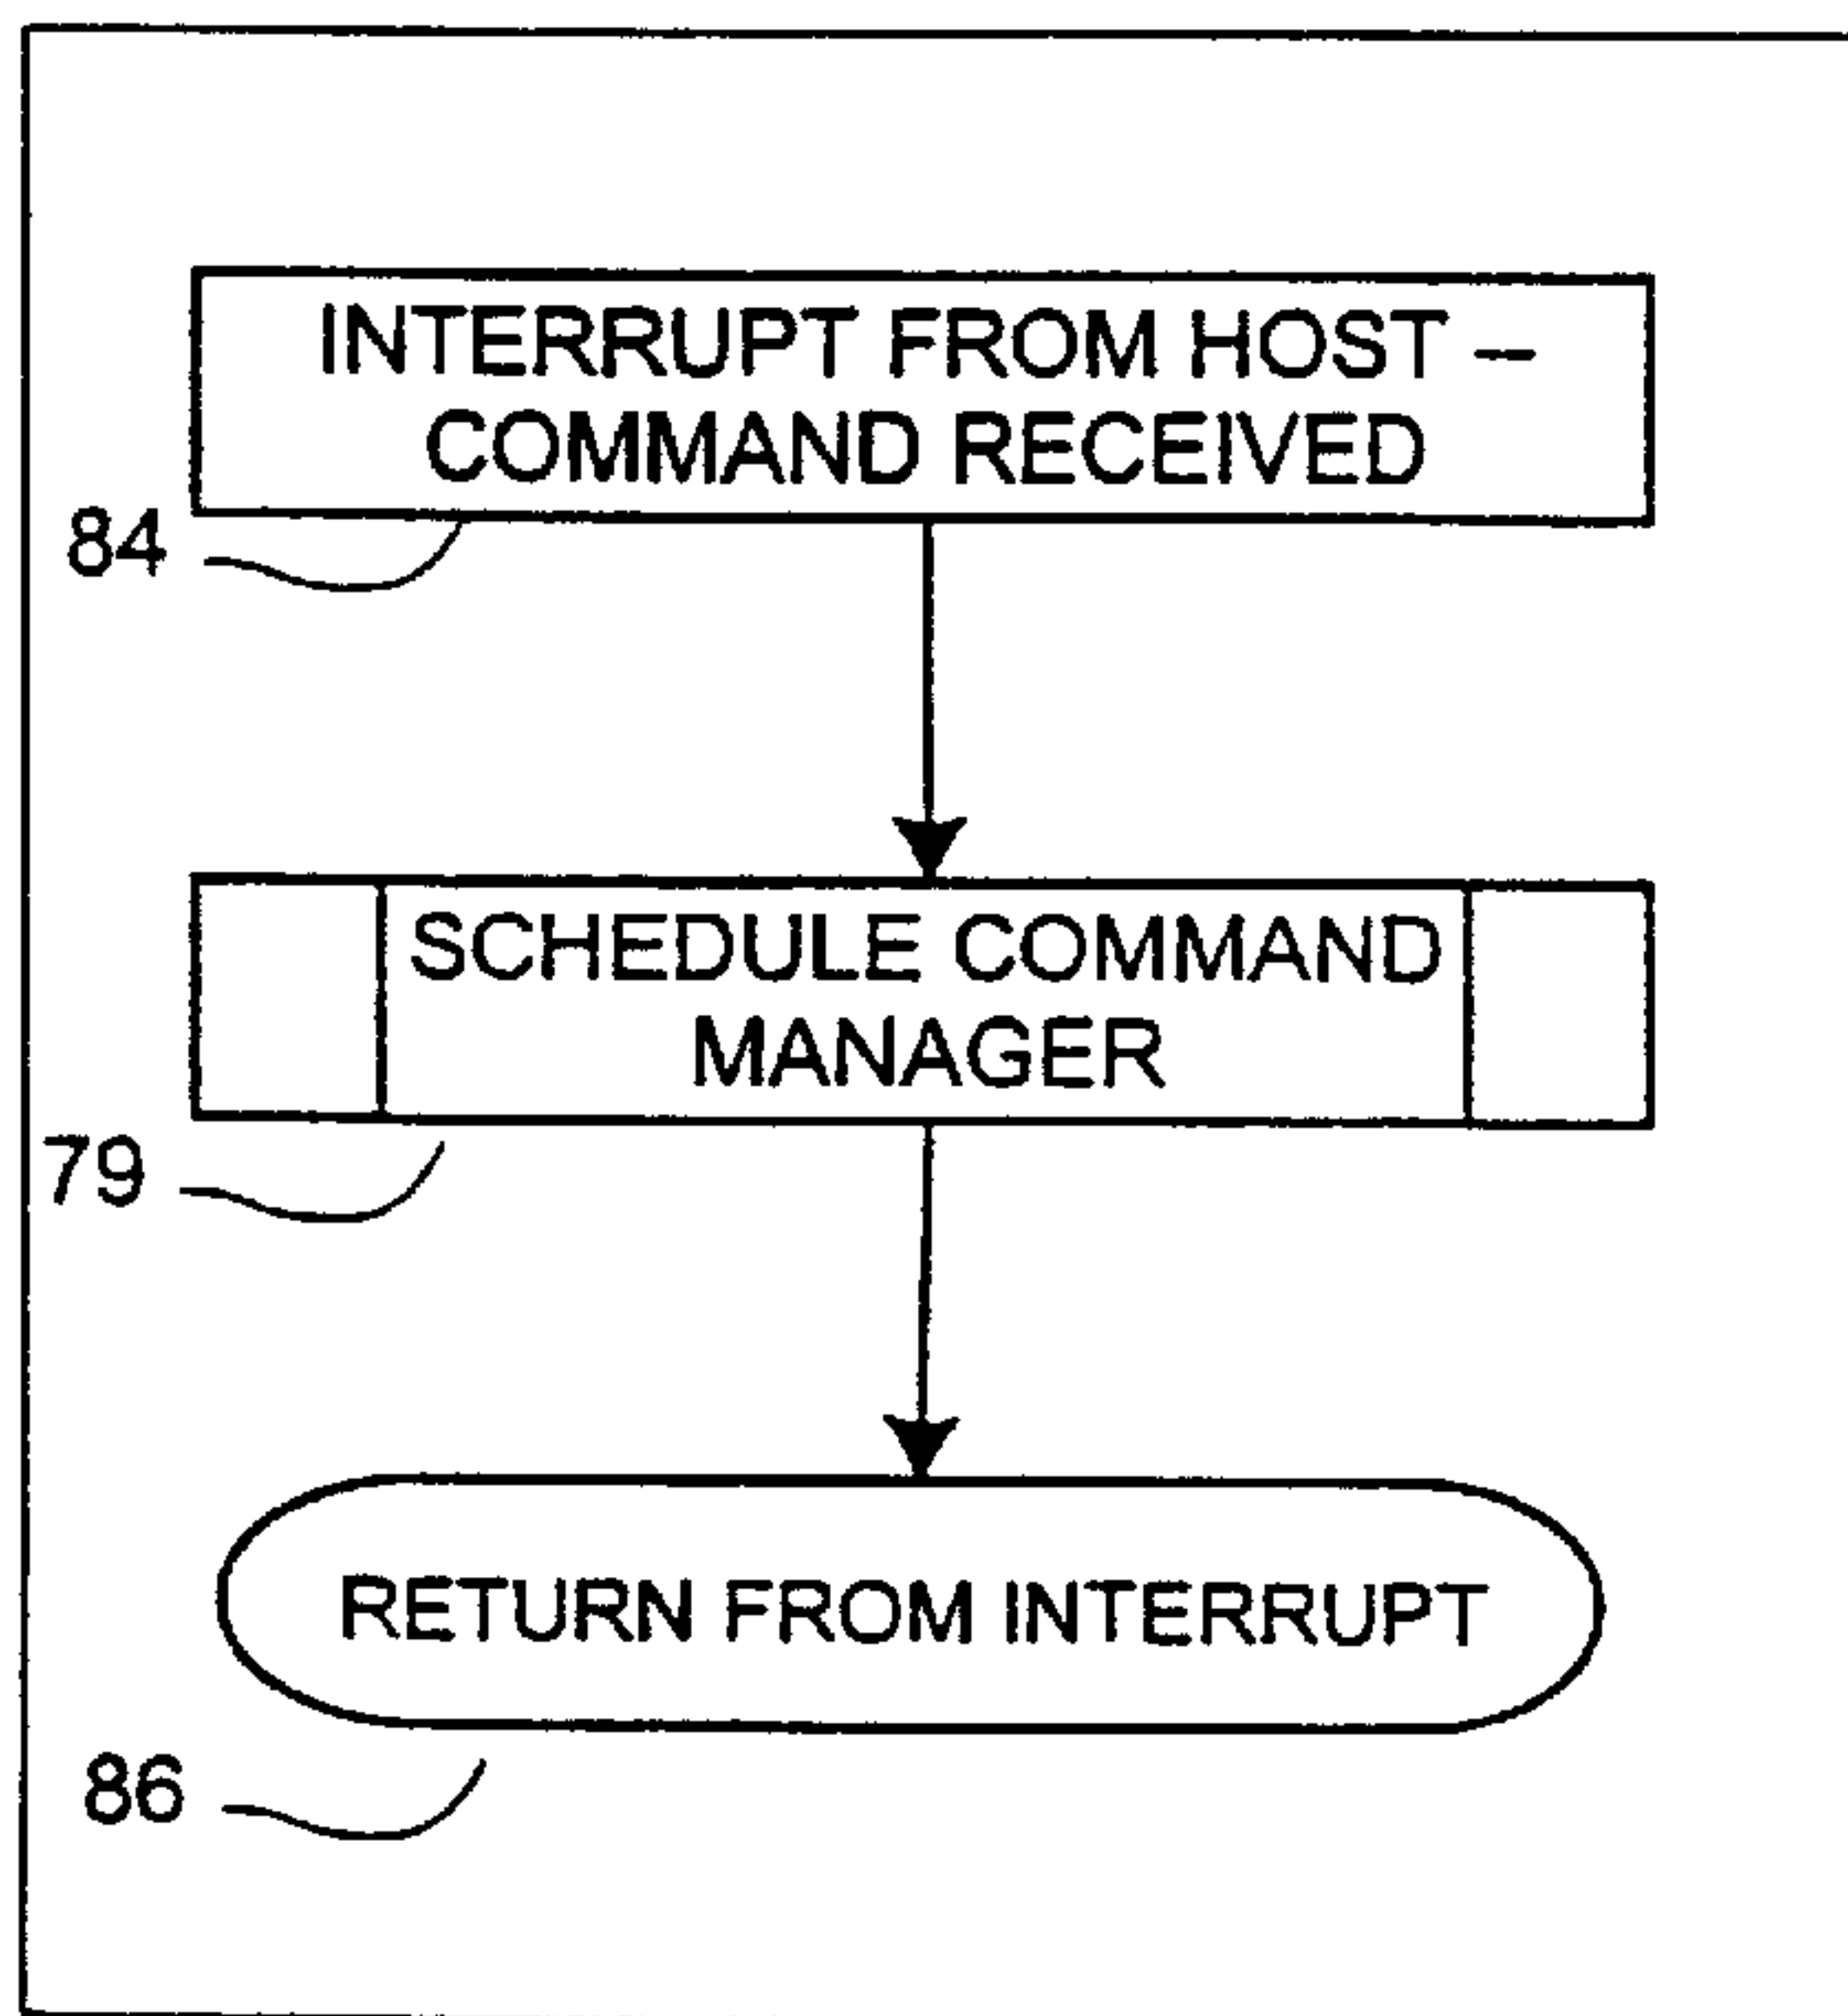 INTERRUPT FROM HOST –
COMMAND RECEIVED
84
SCHEDULE COMMAND
MANAGER
79
RETURN FROM INTERRUPT
86